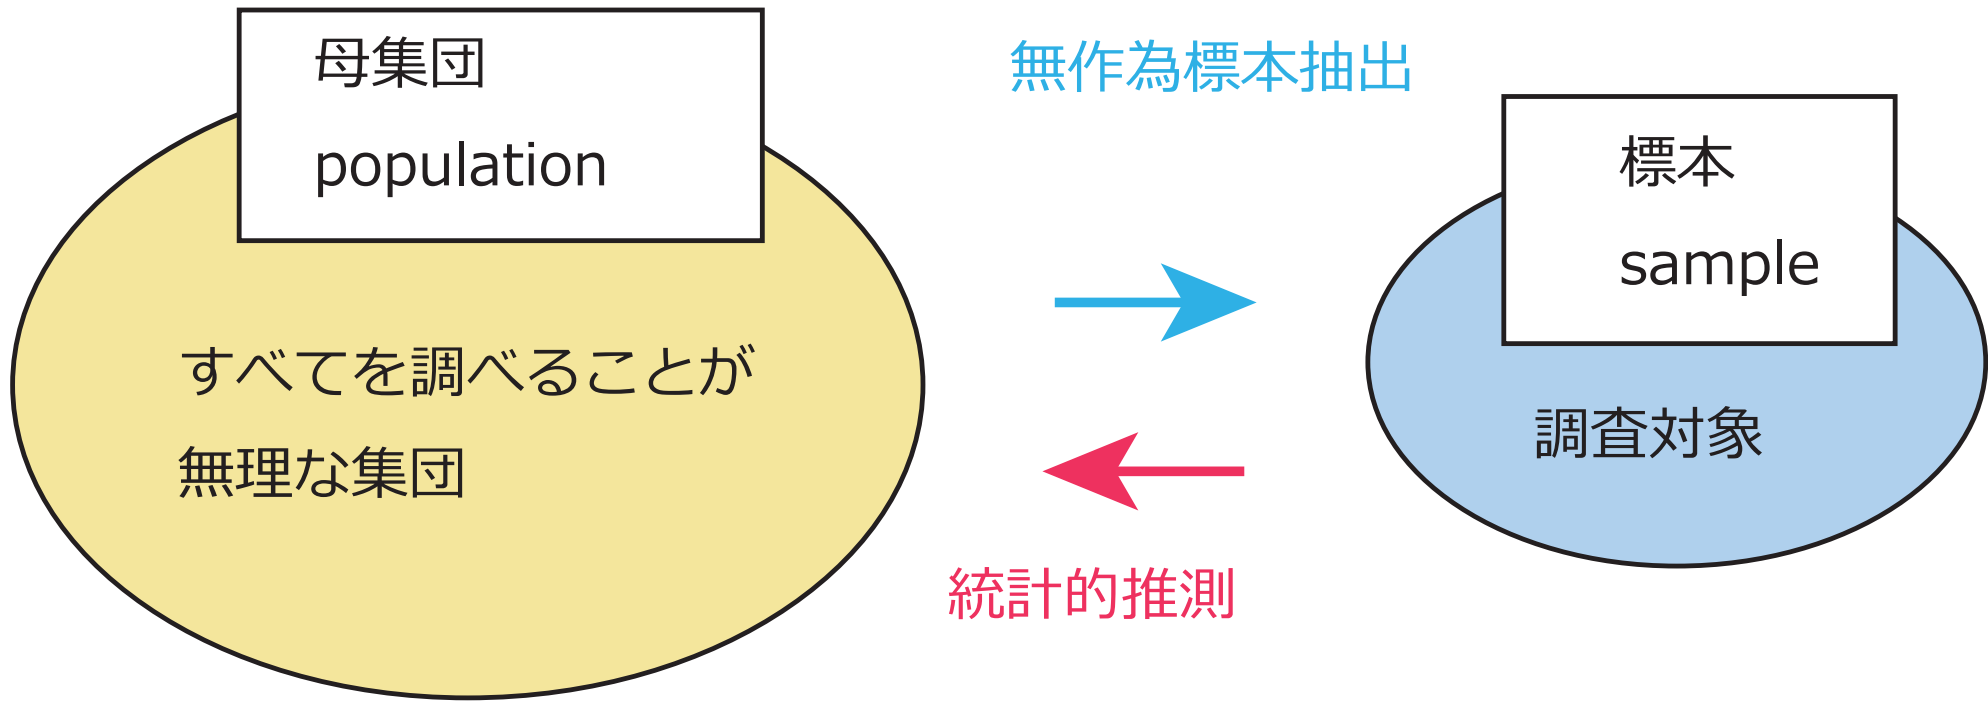 母集団
population
すべてを調べることが
無理な集団
無作為標本抽出
統計的推測
標本
sample
調査対象